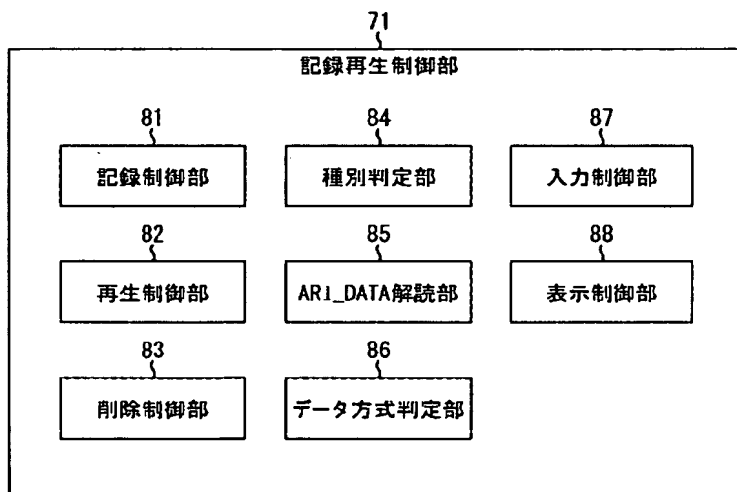 71
記録再生制御部
81 84 87
記録制御部 種別判定部 入力制御部
82 85 88
再生制御部 AR1_DATA解読部 表示制御部
83 86
削除制御部 データ方式判定部